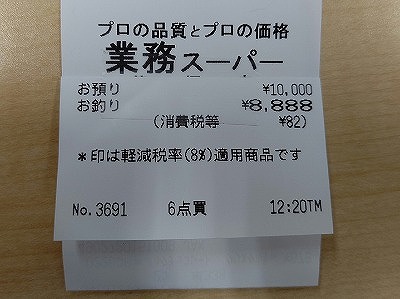 プロの品質とプロの価格
業務スーパー
お預り ¥10,000
お釣り ¥8,888
(消費税等 ¥82)
*印は軽減税率(8%)適用商品です
No.3691 6点買 12:20TM